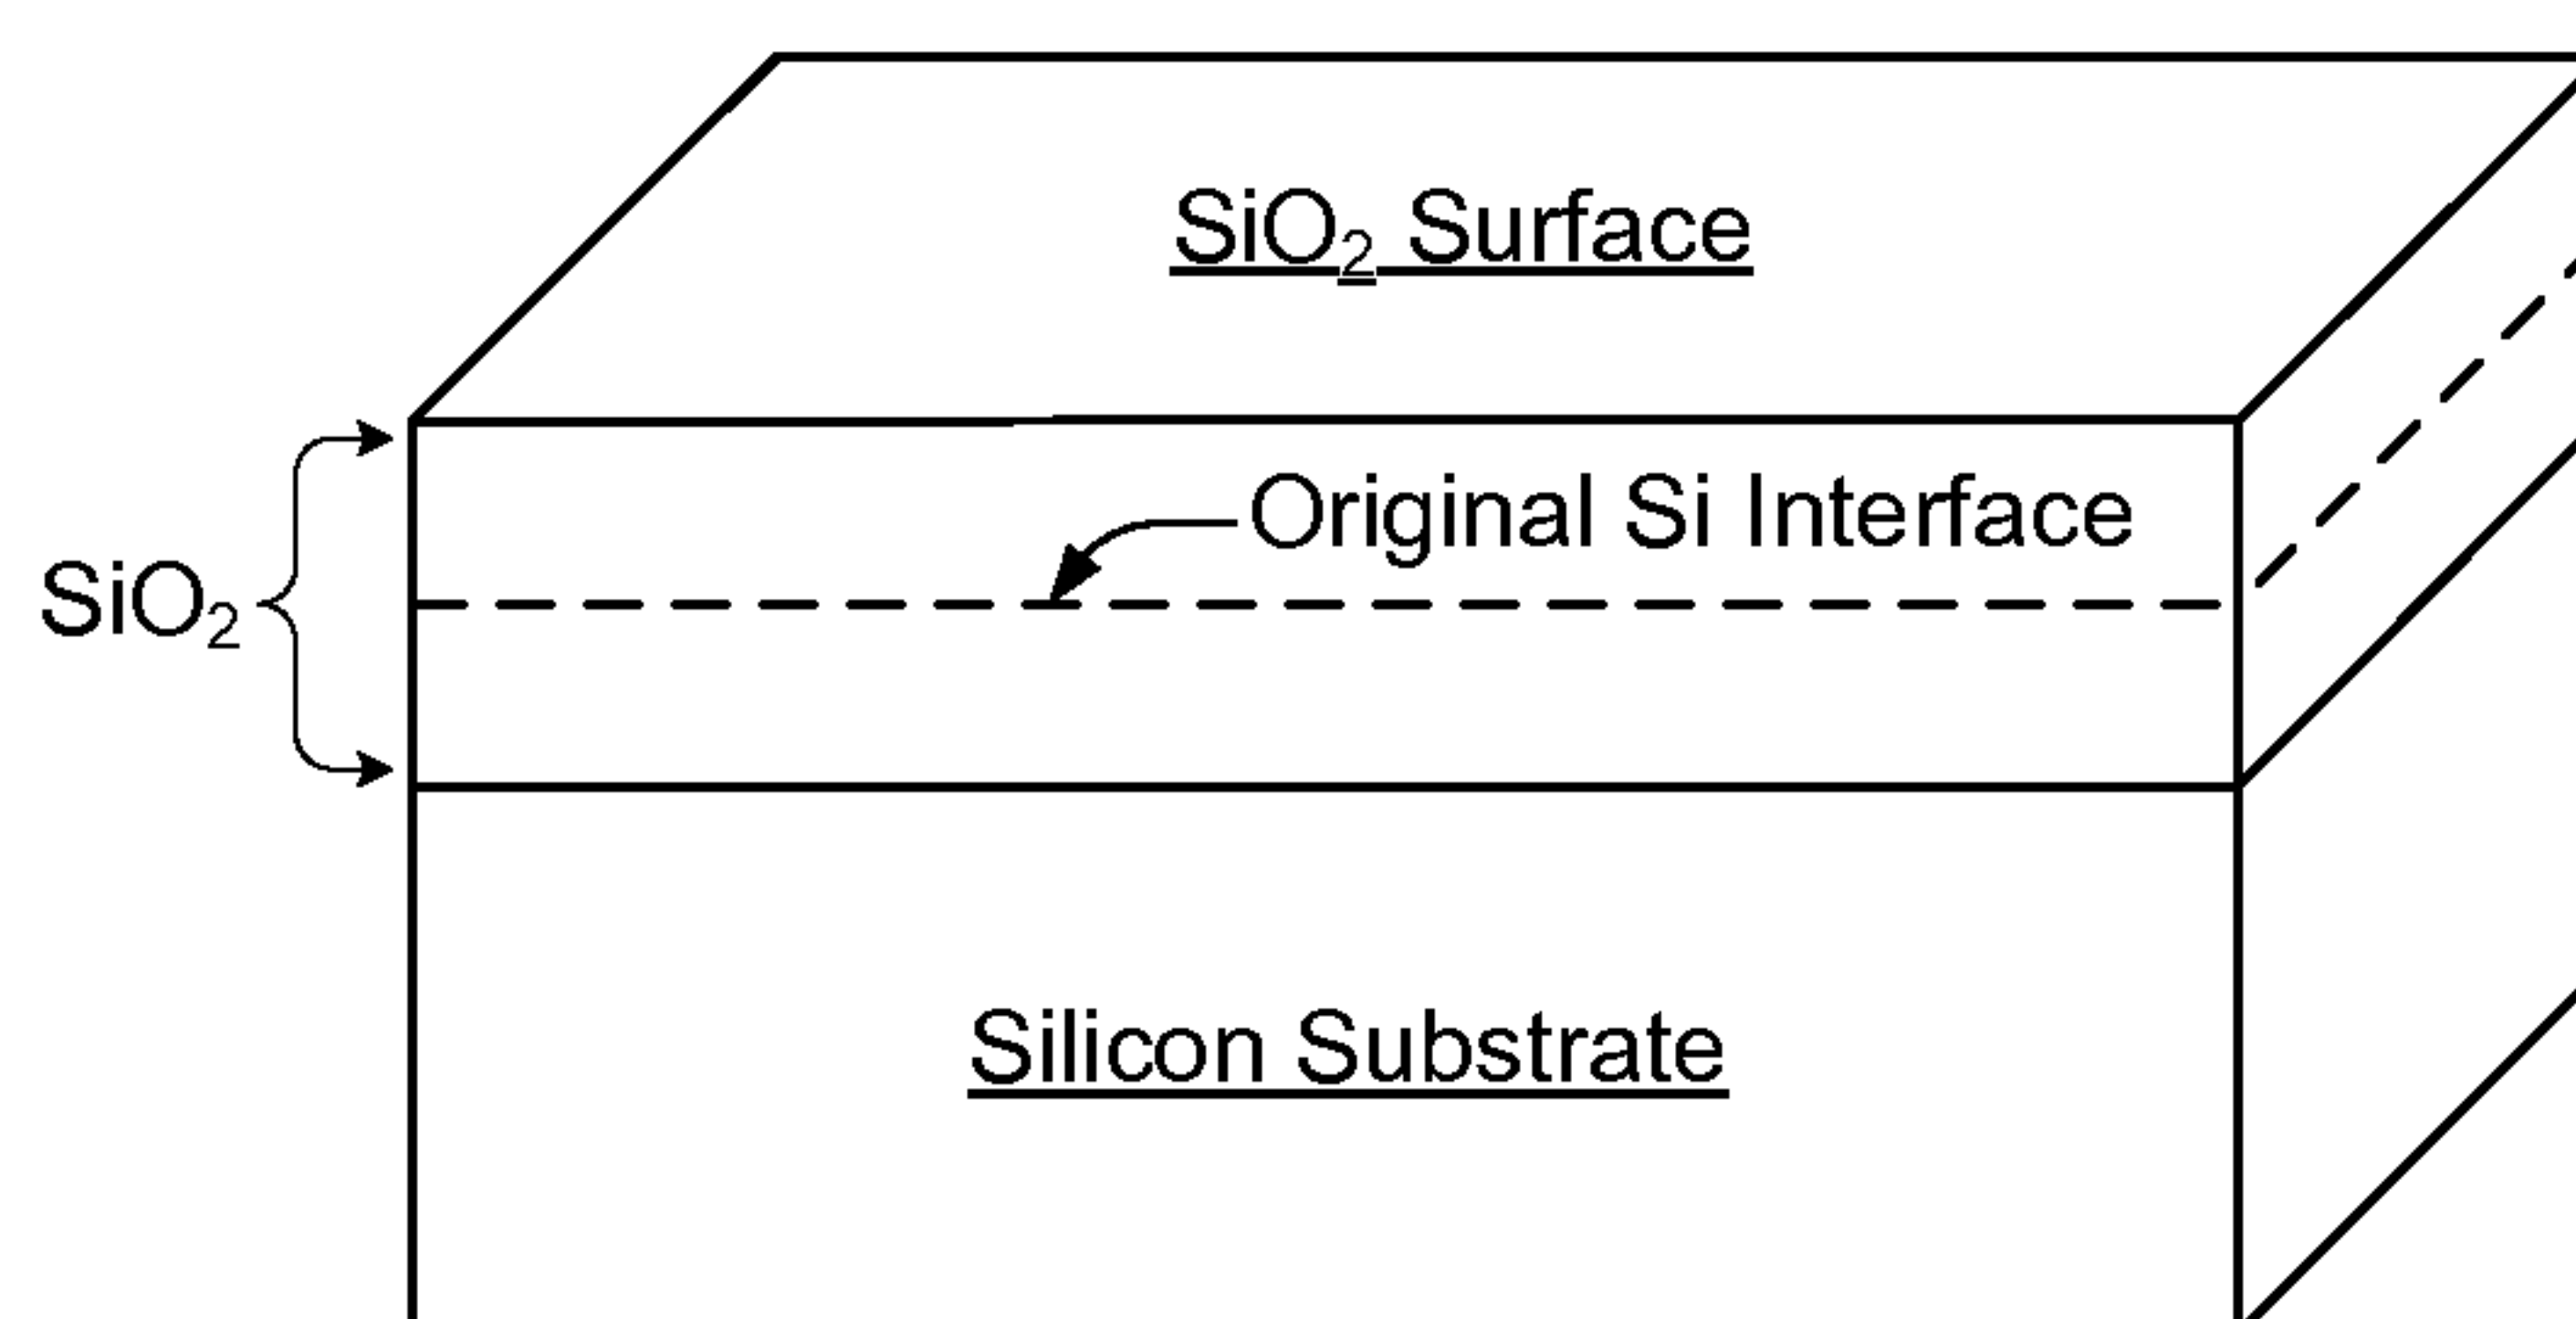 SiO₂ Surface
Original Si Interface
SiO₂
Silicon Substrate